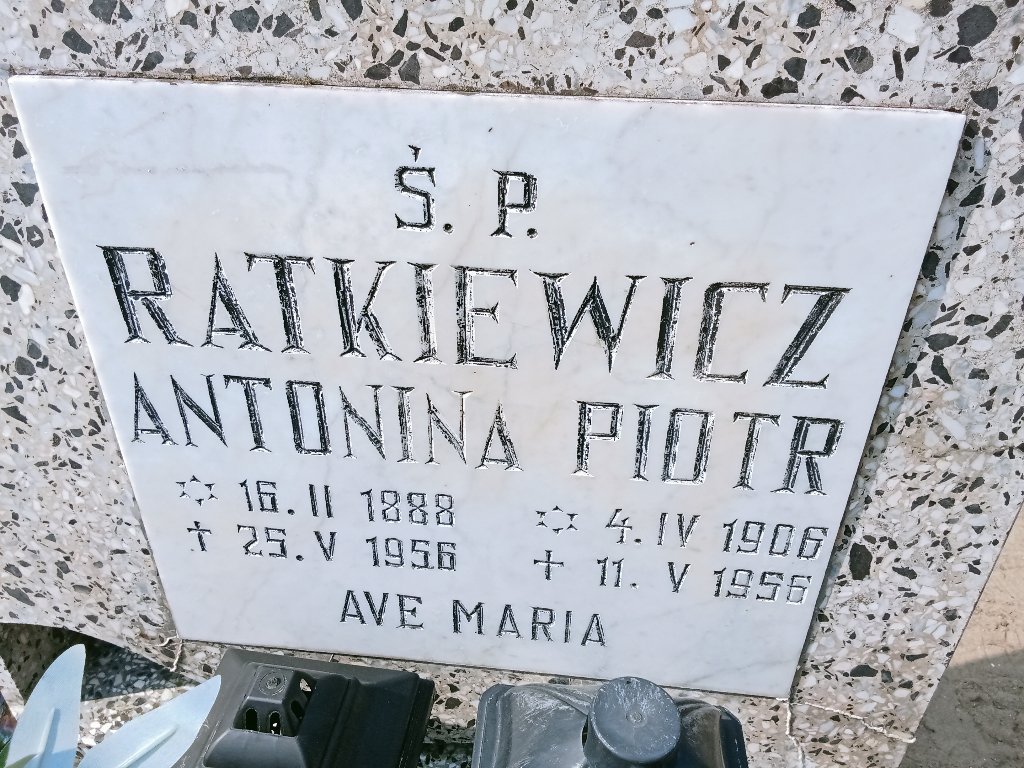 Ś. P.
RATKIEWICZ
ANTONINA PIOTR
16. II 1888 4. IV 1906
25. V 1956 11. V 1956
AVE MARIA